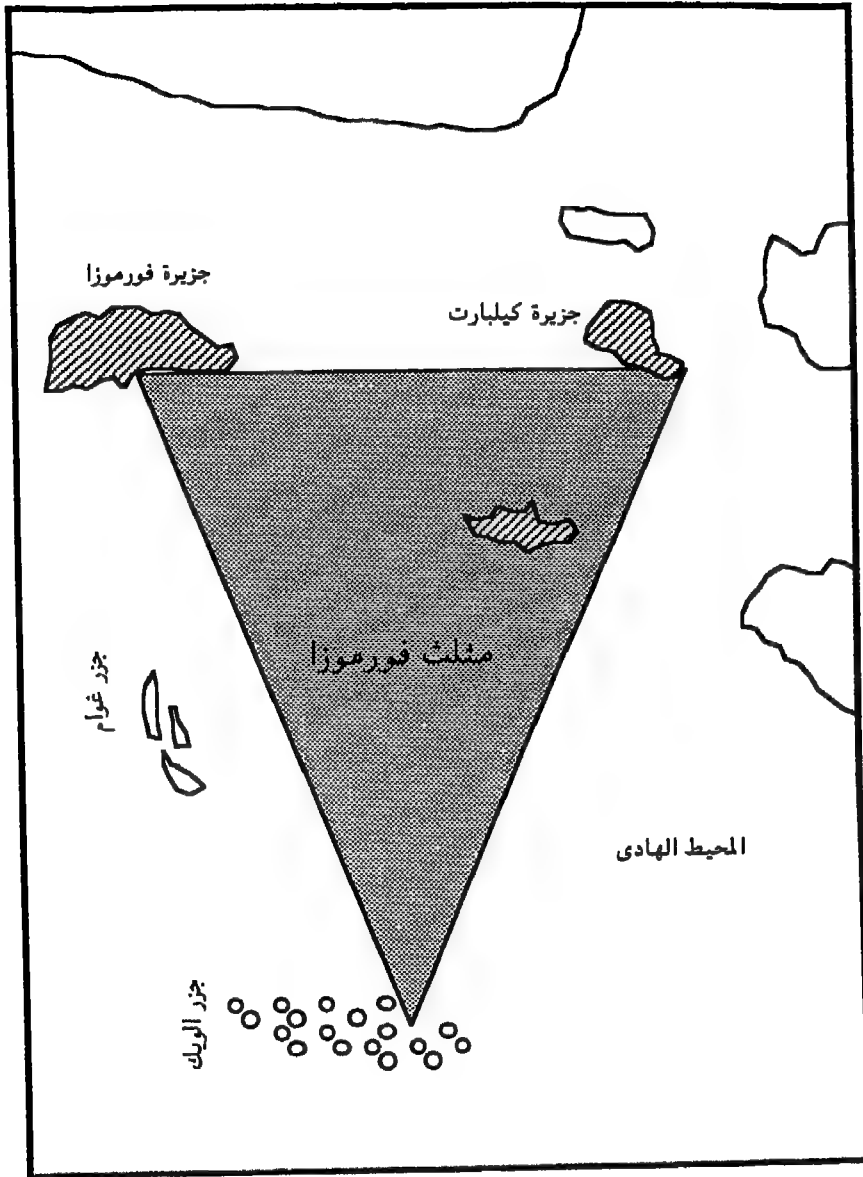 جزيرة فورموزا
جزيرة كيلبارت
مثلث فورموزا
جزر غوام
المحيط الهادى
جزر الويك